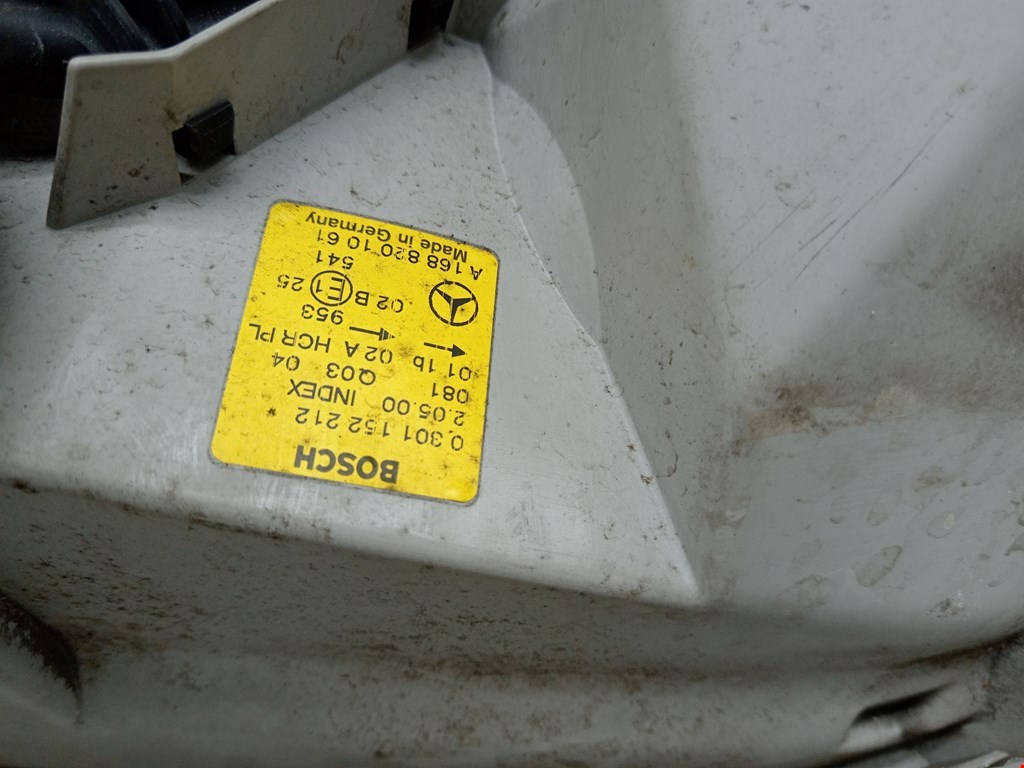 BOSCH
0 301 152 212
2.05.00 INDEX
081 Q03 04
01 1b 02 A HCR PL
953
02 B E1 25
541
A 168 820 10 61
Made in Germany